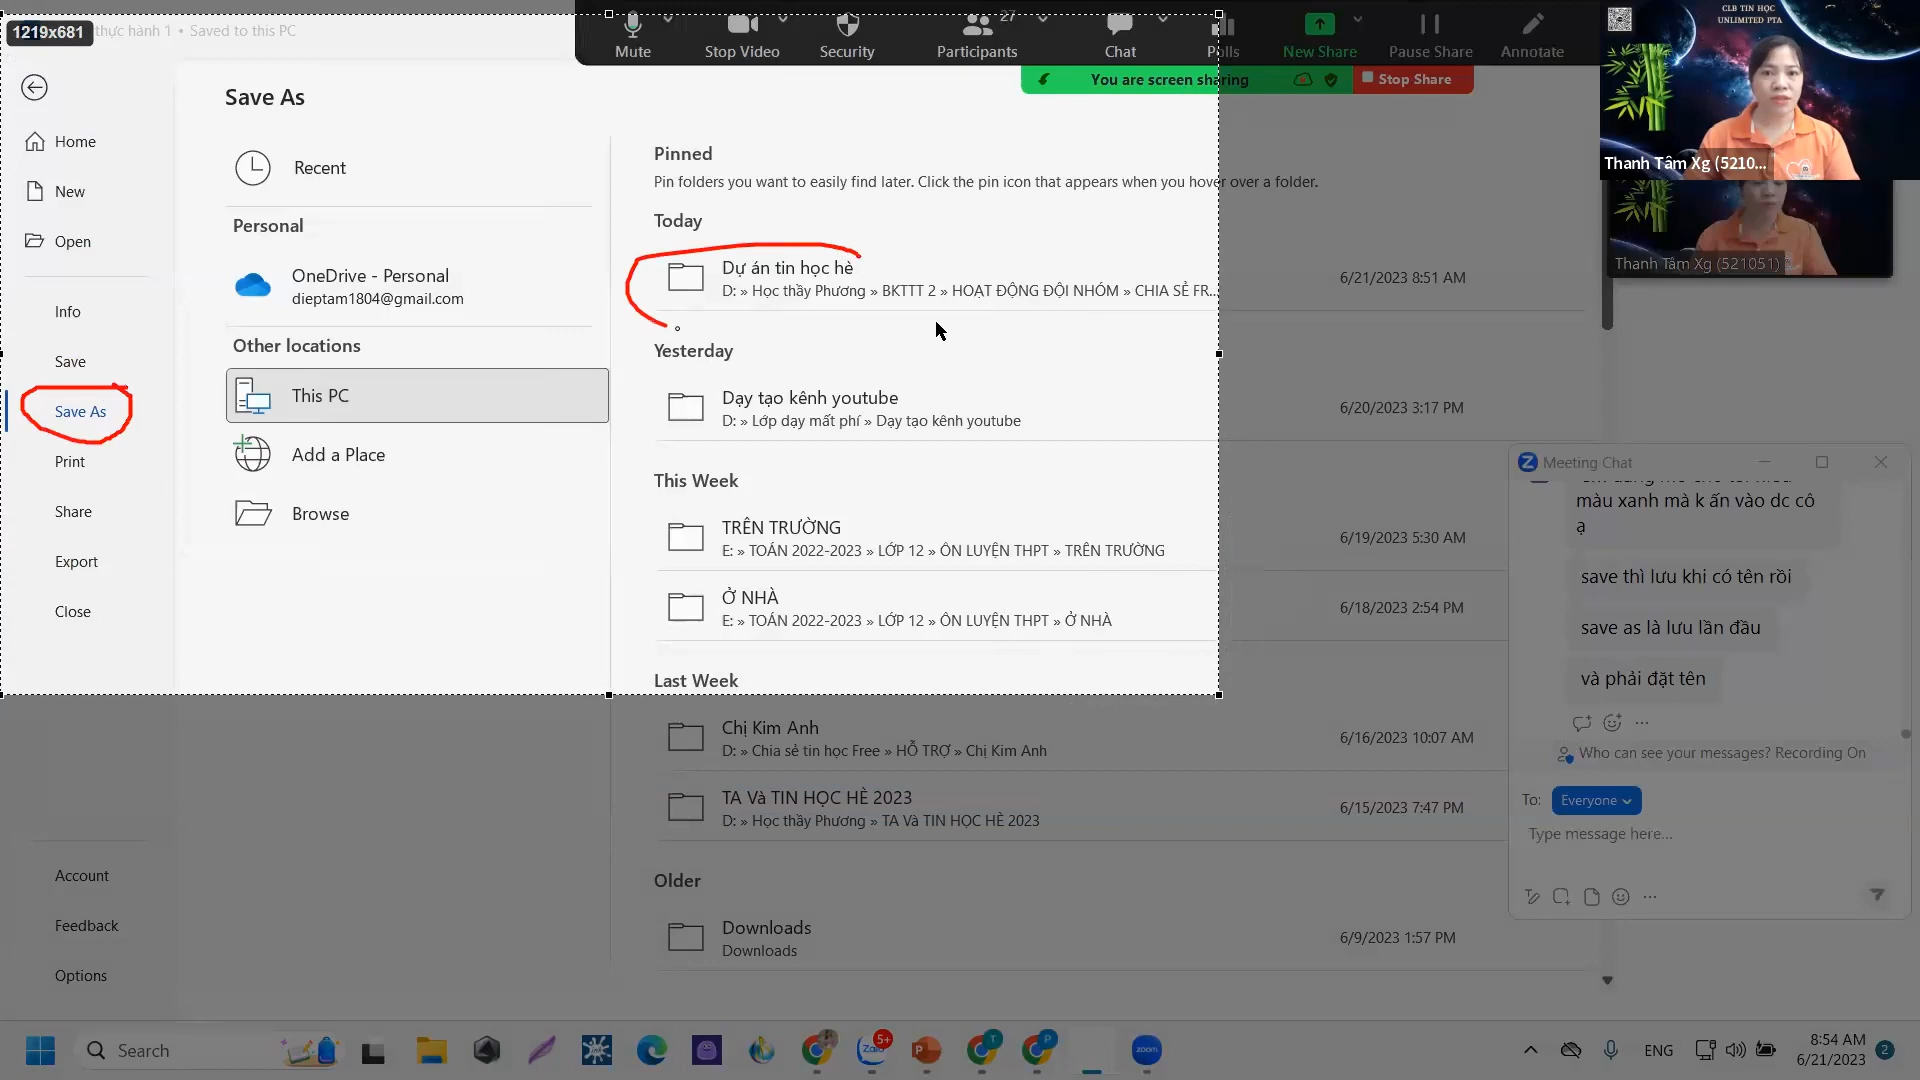 1219x681
thực hành 1 • Saved to this PC
Mute
Stop Video
Security
27
Participants
Chat
Polls
New Share
Pause Share
Annotate
You are screen sharing
Stop Share
CLB TIN HỌC
UNLIMITED PTA
Thanh Tâm Xg (5210...
Thanh Tâm Xg (521051)
Home
New
Open
Info
Save
Save As
Print
Share
Export
Close
Account
Feedback
Options
Save As
Recent
Personal
OneDrive - Personal
dieptam1804@gmail.com
Other locations
This PC
Add a Place
Browse
Pinned
Pin folders you want to easily find later. Click the pin icon that appears when you hover over a folder.
Today
Dự án tin học hè
D: » Học thầy Phương » BKTTT 2 » HOẠT ĐỘNG ĐỘI NHÓM » CHIA SẺ FR...
6/21/2023 8:51 AM
Yesterday
Dạy tạo kênh youtube
D: » Lớp dạy mất phí » Dạy tạo kênh youtube
6/20/2023 3:17 PM
This Week
TRÊN TRƯỜNG
E: » TOÁN 2022-2023 » LỚP 12 » ÔN LUYỆN THPT » TRÊN TRƯỜNG
6/19/2023 5:30 AM
Ở NHÀ
E: » TOÁN 2022-2023 » LỚP 12 » ÔN LUYỆN THPT » Ở NHÀ
6/18/2023 2:54 PM
Last Week
Chị Kim Anh
D: » Chia sẻ tin học Free » HỖ TRỢ » Chị Kim Anh
6/16/2023 10:07 AM
TA Và TIN HỌC HÈ 2023
D: » Học thầy Phương » TA Và TIN HỌC HÈ 2023
6/15/2023 7:47 PM
Older
Downloads
Downloads
6/9/2023 1:57 PM
Meeting Chat
màu xanh mà k ấn vào dc cô
ạ
save thì lưu khi có tên rồi
save as là lưu lần đầu
và phải đặt tên
Who can see your messages? Recording On
To: Everyone
Type message here...
Search
Zalo
5+
T
P
zoom
ENG
8:54 AM
6/21/2023
2